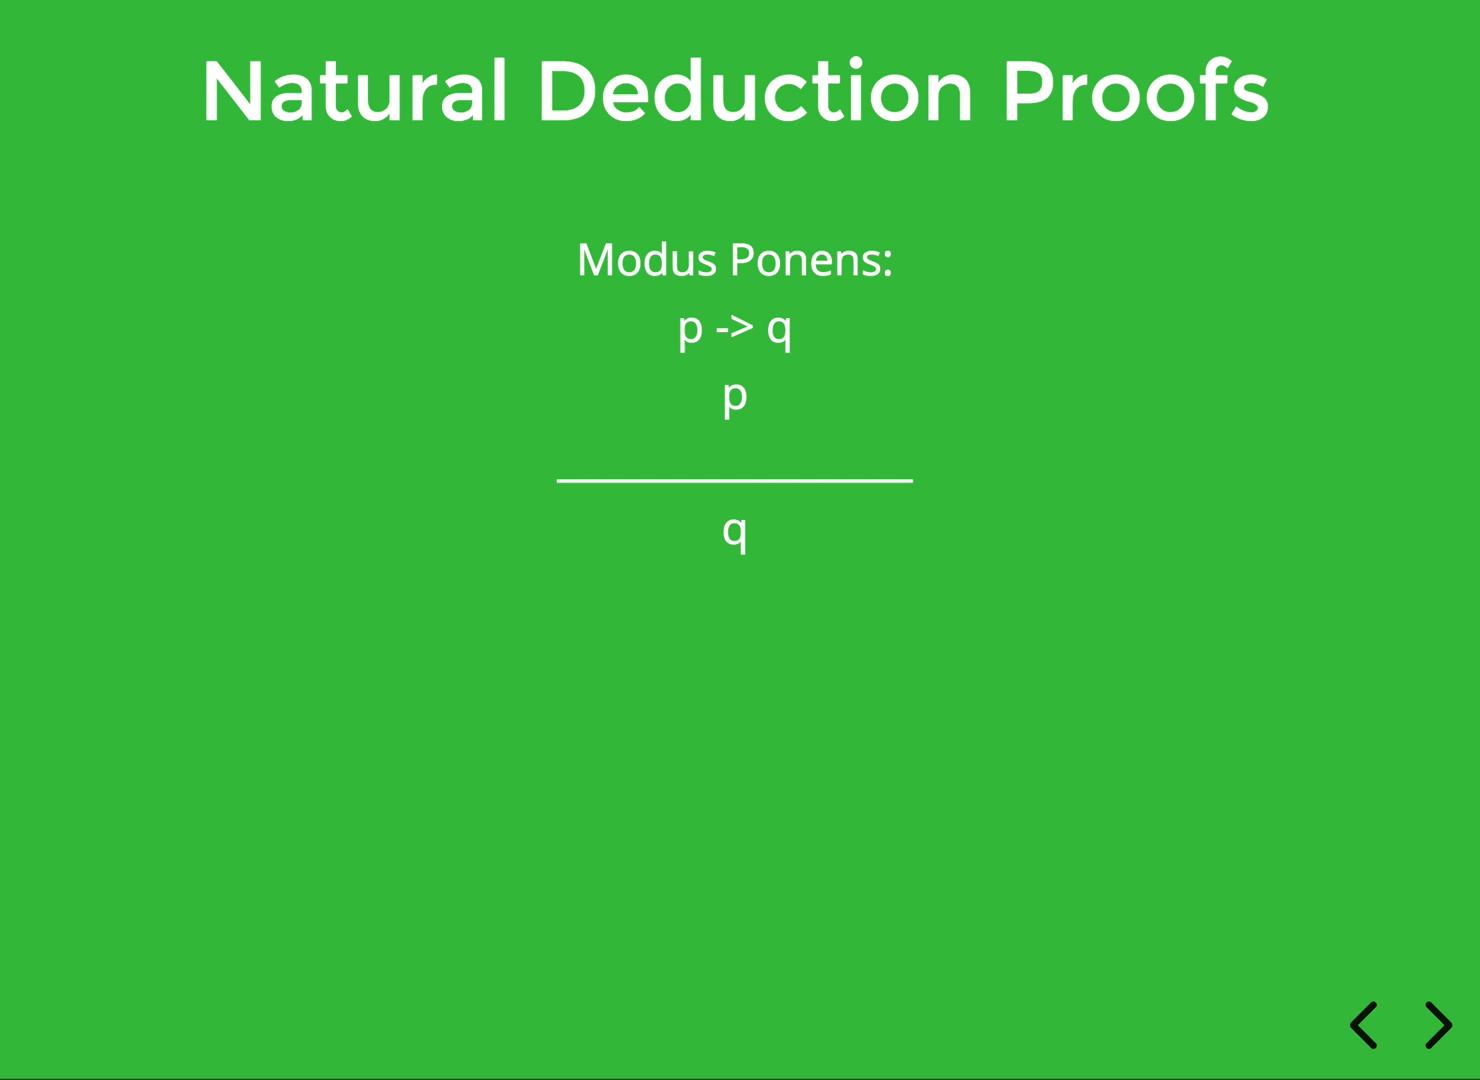 Natural Deduction Proofs
Modus Ponens:
p -> q
p
q